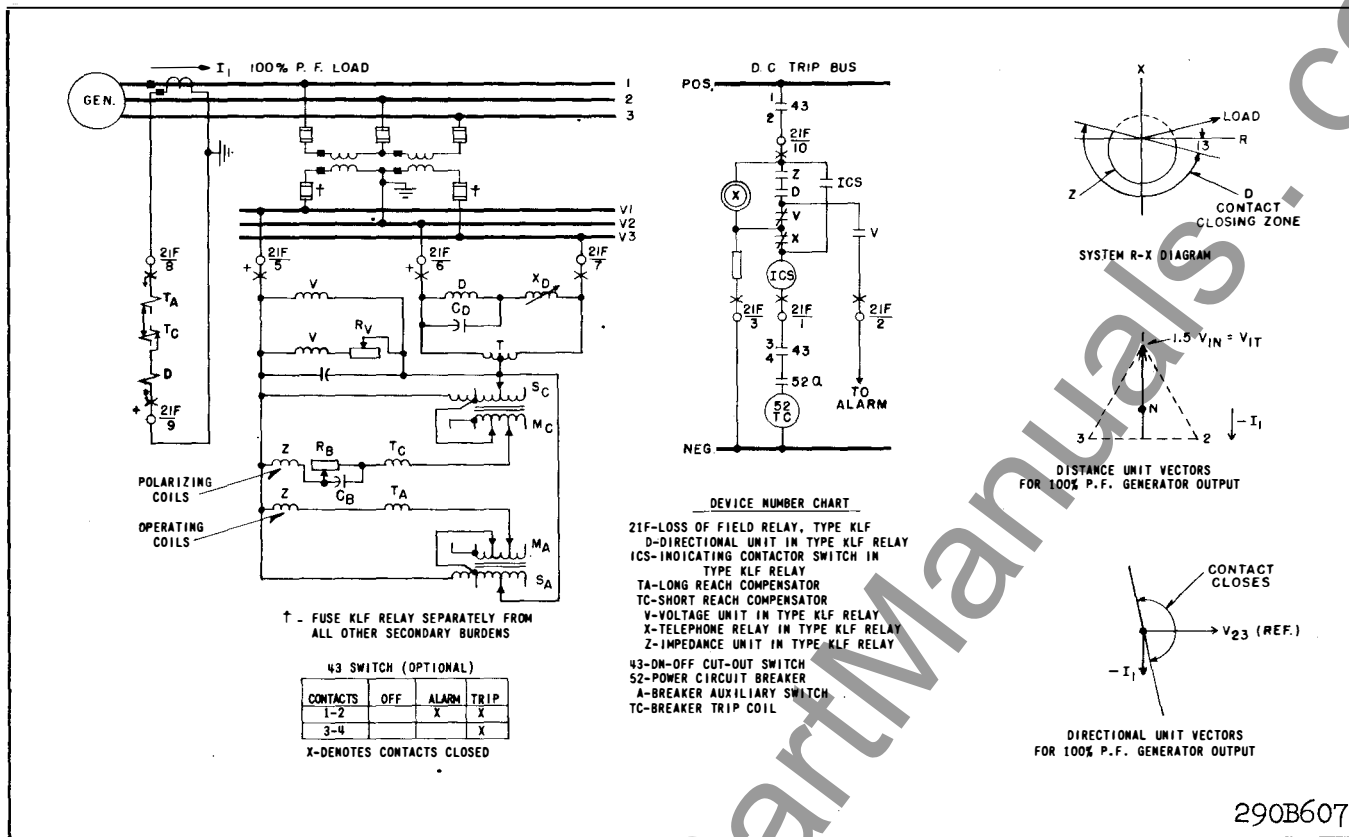 I1 100% P. F. LOAD
GEN.
1
2
3
†
V1
V2
V3
21F
8
21F
5
21F
6
21F
7
+
+
+
TA
TC
D
+
21F
9
V
V
RV
D
CD
XD
T
SC
MC
Z
RB
CB
TC
Z
TA
MA
SA
POLARIZING
COILS
OPERATING
COILS
† - FUSE KLF RELAY SEPARATELY FROM
ALL OTHER SECONDARY BURDENS
43 SWITCH (OPTIONAL)
CONTACTS OFF ALARM TRIP
1-2 X X
3-4 X
X-DENOTES CONTACTS CLOSED
D.C TRIP BUS
POS.
1
2
43
21F
10
Z
D
ICS
X
V
X
V
ICS
21F
3
21F
1
21F
2
3
4
43
52a
52
TC
TO
ALARM
NEG.
DEVICE NUMBER CHART
21F-LOSS OF FIELD RELAY, TYPE KLF
D-DIRECTIONAL UNIT IN TYPE KLF RELAY
ICS-INDICATING CONTACTOR SWITCH IN
TYPE KLF RELAY
TA-LONG REACH COMPENSATOR
TC-SHORT REACH COMPENSATOR
V-VOLTAGE UNIT IN TYPE KLF RELAY
X-TELEPHONE RELAY IN TYPE KLF RELAY
Z-IMPEDANCE UNIT IN TYPE KLF RELAY
43-ON-OFF CUT-OUT SWITCH
52-POWER CIRCUIT BREAKER
A-BREAKER AUXILIARY SWITCH
TC-BREAKER TRIP COIL
X
LOAD
R
13
Z
D
CONTACT
CLOSING ZONE
SYSTEM R-X DIAGRAM
1
1.5 V1N = V1T
N
3
2
-I1
DISTANCE UNIT VECTORS
FOR 100% P.F. GENERATOR OUTPUT
CONTACT
CLOSES
V23 (REF.)
-I1
DIRECTIONAL UNIT VECTORS
FOR 100% P.F. GENERATOR OUTPUT
290B607
artManuals.c